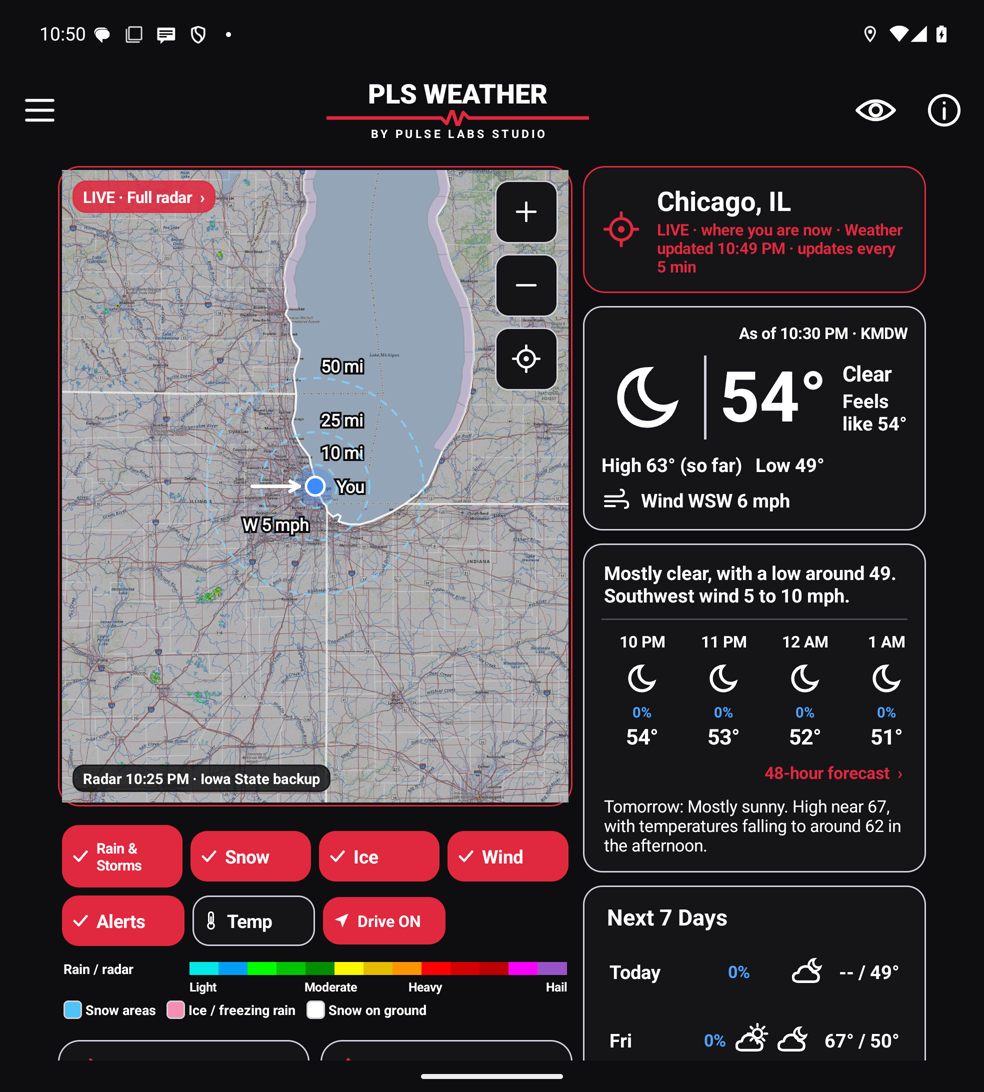 10:50
PLS WEATHER
BY PULSE LABS STUDIO
LIVE · Full radar ›
+
−
50 mi
25 mi
10 mi
You
W 5 mph
Lake Michigan
ILLINOIS
INDIANA
Radar 10:25 PM · Iowa State backup
Rain &
Storms
Snow
Ice
Wind
Alerts
Temp
Drive ON
Rain / radar
Light Moderate Heavy Hail
Snow areas Ice / freezing rain Snow on ground
Chicago, IL
LIVE · where you are now · Weather
updated 10:49 PM · updates every
5 min
As of 10:30 PM · KMDW
54°
Clear
Feels
like 54°
High 63° (so far) Low 49°
Wind WSW 6 mph
Mostly clear, with a low around 49.
Southwest wind 5 to 10 mph.
10 PM 11 PM 12 AM 1 AM
0% 0% 0% 0%
54° 53° 52° 51°
48-hour forecast ›
Tomorrow: Mostly sunny. High near 67,
with temperatures falling to around 62 in
the afternoon.
Next 7 Days
Today 0% -- / 49°
Fri 0% 67° / 50°